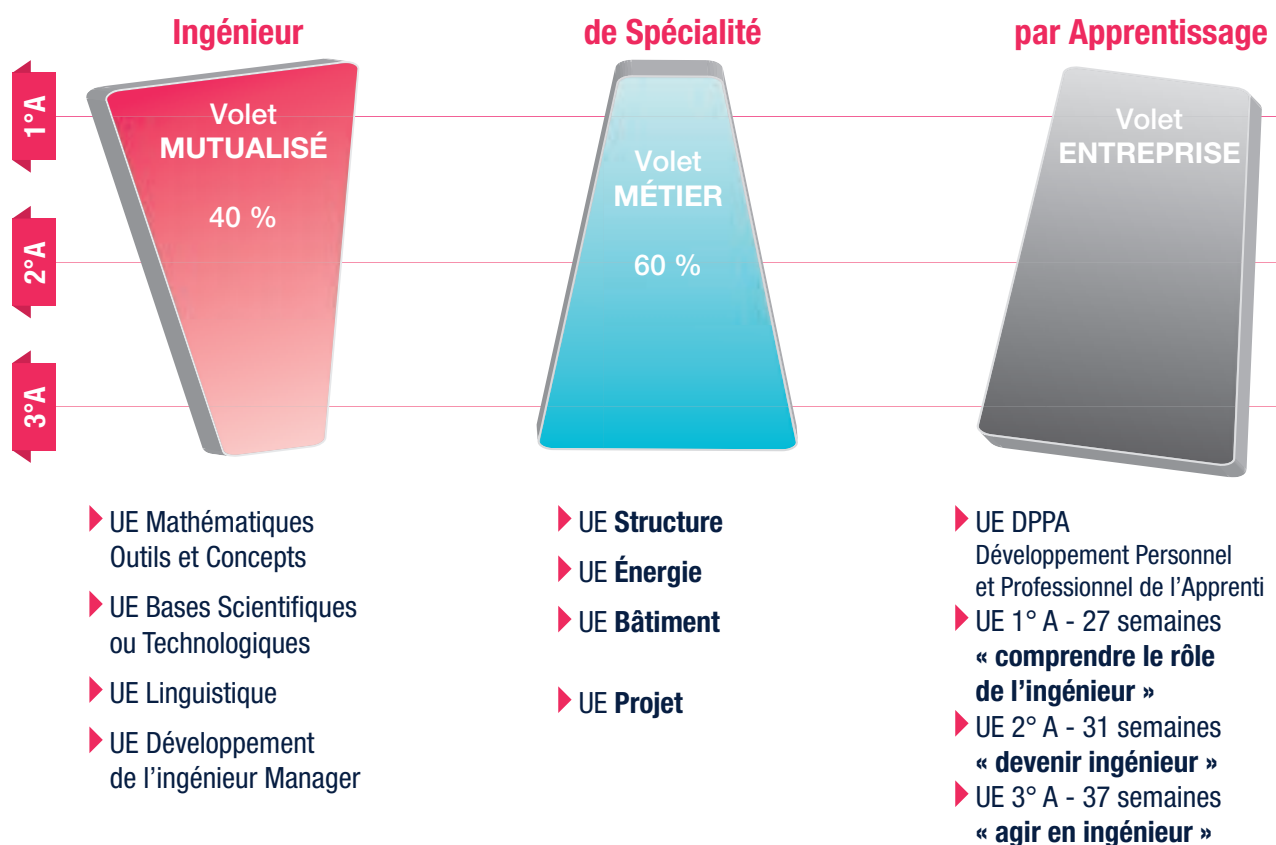 Ingénieur
de Spécialité
par Apprentissage
1°A
2°A
3°A
Volet
MUTUALISÉ
40 %
Volet
MÉTIER
60 %
Volet
ENTREPRISE
UE Mathématiques
Outils et Concepts
UE Bases Scientifiques
ou Technologiques
UE Linguistique
UE Développement
de l’ingénieur Manager
UE Structure
UE Énergie
UE Bâtiment
UE Projet
UE DPPA
Développement Personnel
et Professionnel de l’Apprenti
UE 1° A - 27 semaines
« comprendre le rôle
de l’ingénieur »
UE 2° A - 31 semaines
« devenir ingénieur »
UE 3° A - 37 semaines
« agir en ingénieur »